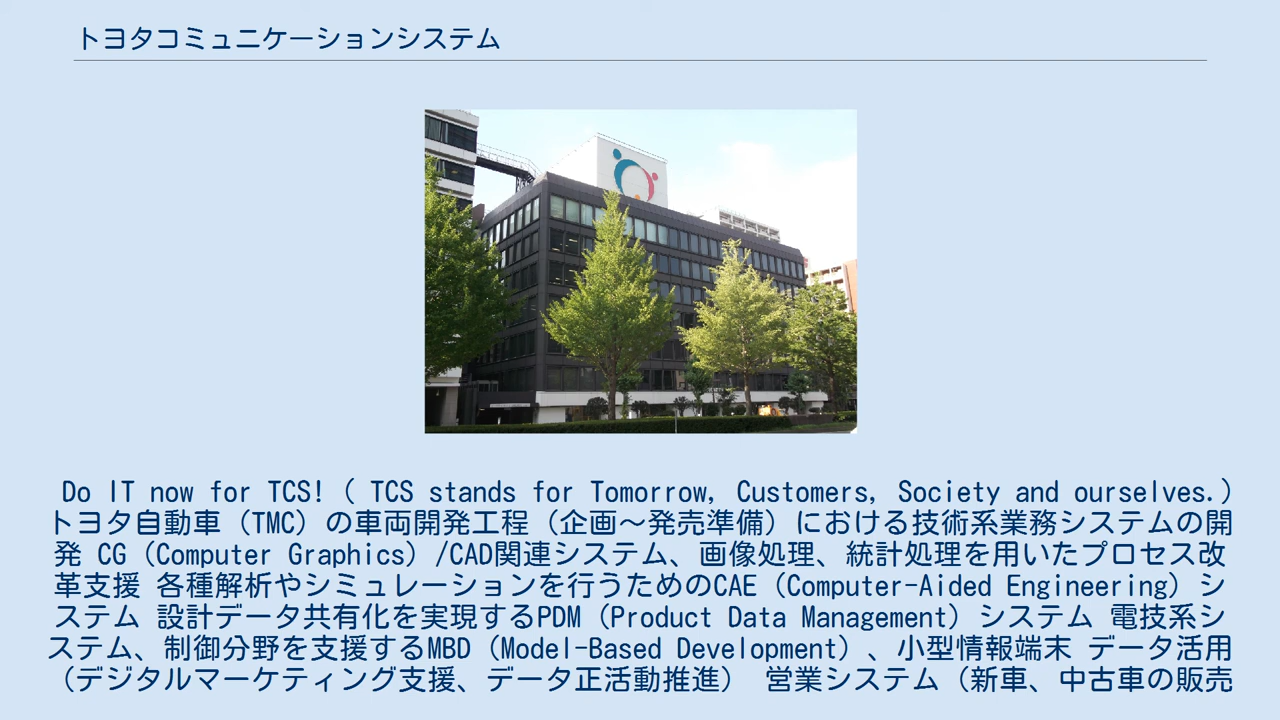 トヨタコミュニケーションシステム
Do IT now for TCS! ( TCS stands for Tomorrow, Customers, Society and ourselves.)
トヨタ自動車（TMC）の車両開発工程（企画～発売準備）における技術系業務システムの開
発 CG（Computer Graphics）/CAD関連システム、画像処理、統計処理を用いたプロセス改
革支援 各種解析やシミュレーションを行うためのCAE（Computer-Aided Engineering）シ
ステム 設計データ共有化を実現するPDM（Product Data Management）システム 電技系シ
ステム、制御分野を支援するMBD（Model-Based Development）、小型情報端末 データ活用
（デジタルマーケティング支援、データ正活動推進） 営業システム（新車、中古車の販売